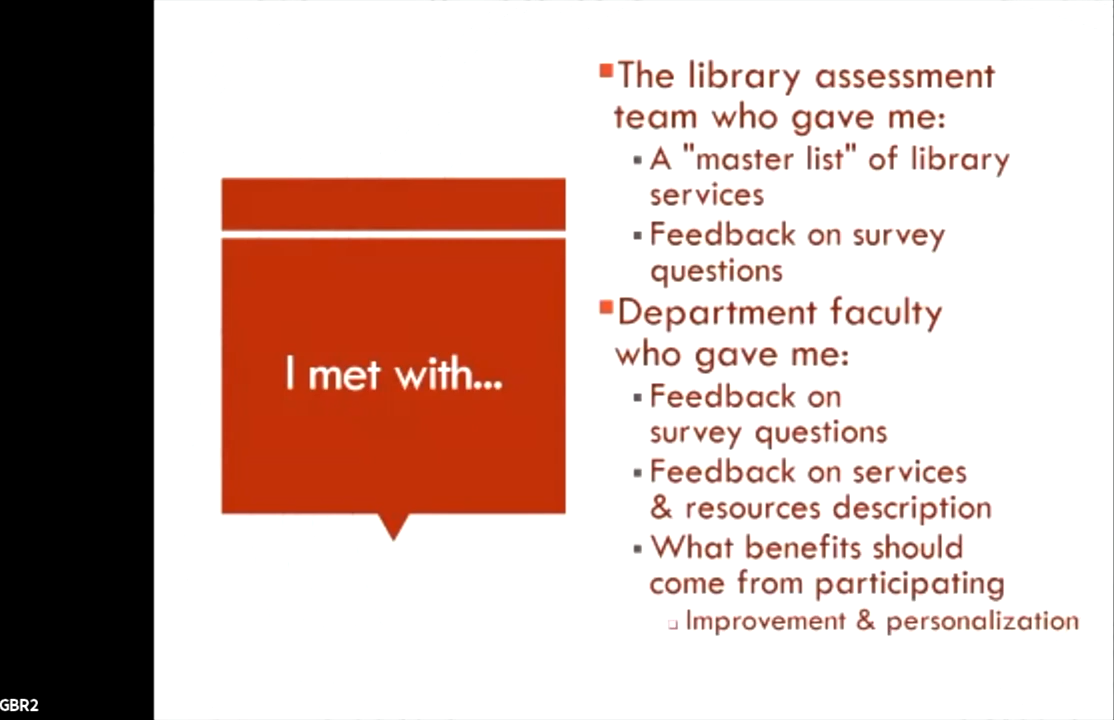 I met with...
The library assessment
team who gave me:
A "master list" of library
services
Feedback on survey
questions
Department faculty
who gave me:
Feedback on
survey questions
Feedback on services
& resources description
What benefits should
come from participating
Improvement & personalization
GBR2